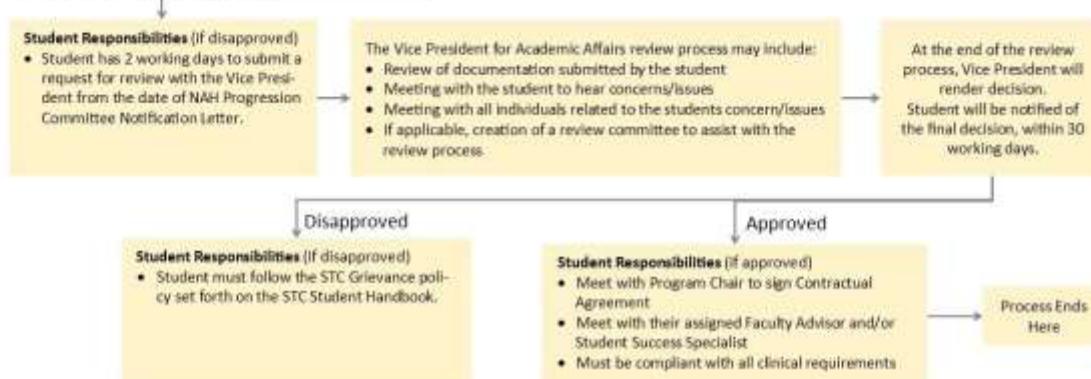 Student Responsibilities (if disapproved)
• Student has 2 working days to submit a
request for review with the Vice Presi-
dent from the date of NAH Progression
Committee Notification Letter.
The Vice President for Academic Affairs review process may include:
• Review of documentation submitted by the student
• Meeting with the student to hear concerns/issues
• Meeting with all individuals related to the students concern/issues
• If applicable, creation of a review committee to assist with the
review process
At the end of the review
process, Vice President will
render decision.
Student will be notified of
the final decision, within 30
working days.
Disapproved
Approved
Student Responsibilities (if disapproved)
• Student must follow the STC Grievance poli-
cy set forth on the STC Student Handbook.
Student Responsibilities (if approved)
• Meet with Program Chair to sign Contractual
Agreement
• Meet with their assigned Faculty Advisor and/or
Student Success Specialist
• Must be compliant with all clinical requirements
Process Ends
Here